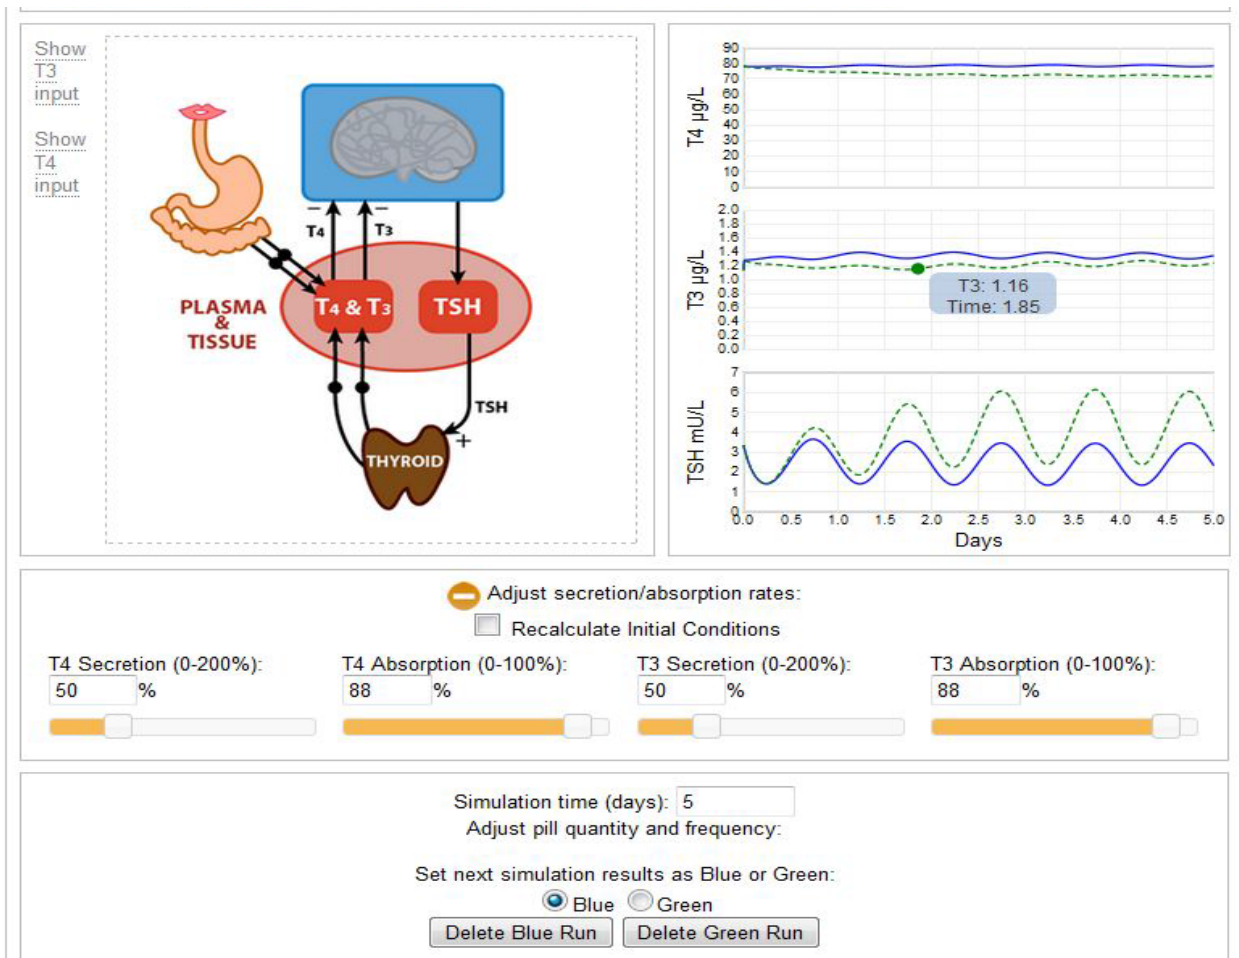 Show
T3
input
Show
T4
input
− −
T4 T3
PLASMA
&
TISSUE
T4 & T3
TSH
TSH
+
THYROID
T4 µg/L
90
80
70
60
50
40
30
20
10
0
T3 µg/L
2.0
1.8
1.6
1.4
1.2
1.0
0.8
0.6
0.4
0.2
0.0
T3: 1.16
Time: 1.85
TSH mU/L
7
6
5
4
3
2
1
0
0.0 0.5 1.0 1.5 2.0 2.5 3.0 3.5 4.0 4.5 5.0
Days
Adjust secretion/absorption rates:
Recalculate Initial Conditions
T4 Secretion (0-200%): T4 Absorption (0-100%): T3 Secretion (0-200%): T3 Absorption (0-100%):
50 % 88 % 50 % 88 %
Simulation time (days): 5
Adjust pill quantity and frequency:
Set next simulation results as Blue or Green:
Blue Green
Delete Blue Run Delete Green Run